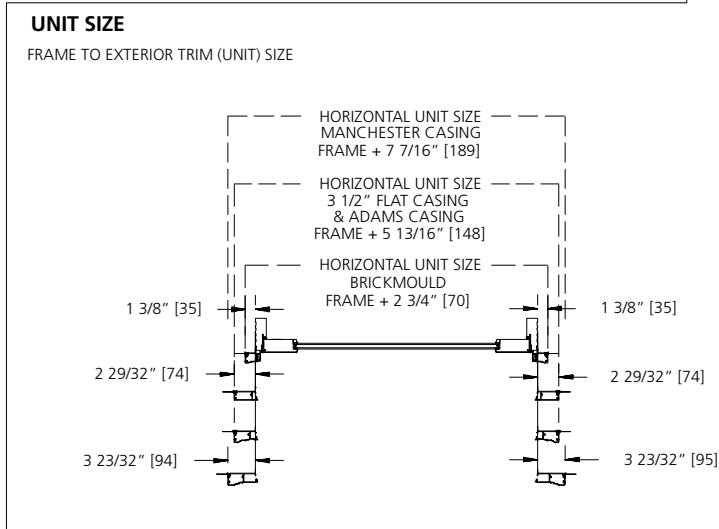 UNIT SIZE
FRAME TO EXTERIOR TRIM (UNIT) SIZE
HORIZONTAL UNIT SIZE
MANCHESTER CASING
FRAME + 7 7/16” [189]
HORIZONTAL UNIT SIZE
3 1/2” FLAT CASING
& ADAMS CASING
FRAME + 5 13/16” [148]
HORIZONTAL UNIT SIZE
BRICKMOULD
FRAME + 2 3/4” [70]
1 3/8” [35]
1 3/8” [35]
2 29/32” [74]
2 29/32” [74]
3 23/32” [94]
3 23/32” [95]